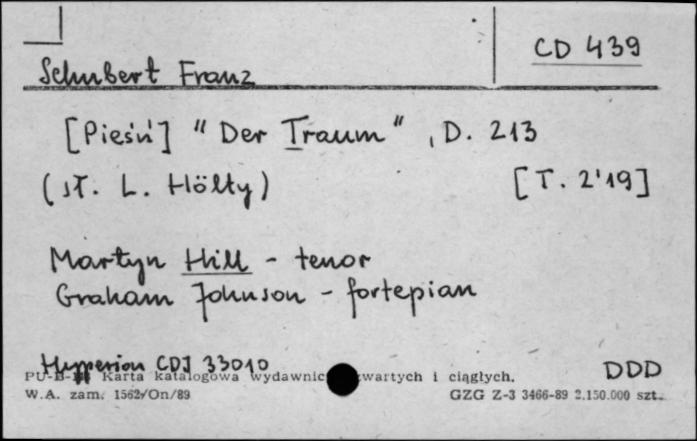 CD 439
Schubert Franz
[Pieśń] "Der Traum", D. 213
(sł. L. Hölty) [T. 2'19]
Martyn Hill - tenor
Graham Johnson - fortepian
Hyperion CDJ 33010 DDD
Karta katalogowa wydawnic wartych i ciągłych.
W.A. zam. 1562/On/89 GZG Z-3 3466-89 2.150.000 szt.